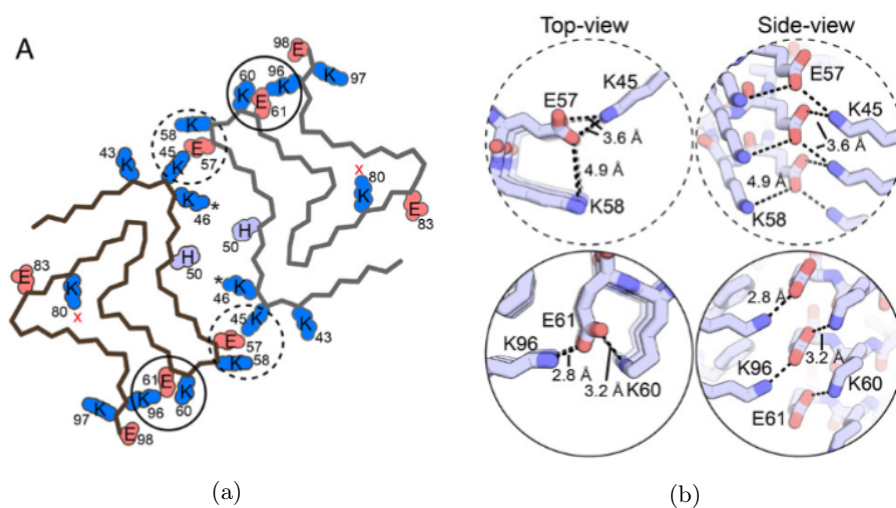 A
98 E
K 97
60 K
96 K
E 61
58 K
45 K
E 57
43 K
K *
46
x
80
K
E
83
H
50
H
50
83
E
K
80
x
*
46 K
45 K
K
43
E 57
K 58
61 E
K
96
K
60
97 K
E 98
(a)
Top-view
E57
K45
3.6 Å
4.9 Å
K58
Side-view
E57
K45
3.6 Å
4.9 Å
K58
E61
K96
2.8 Å
3.2 Å
K60
2.8 Å
K96
3.2 Å
K60
E61
(b)